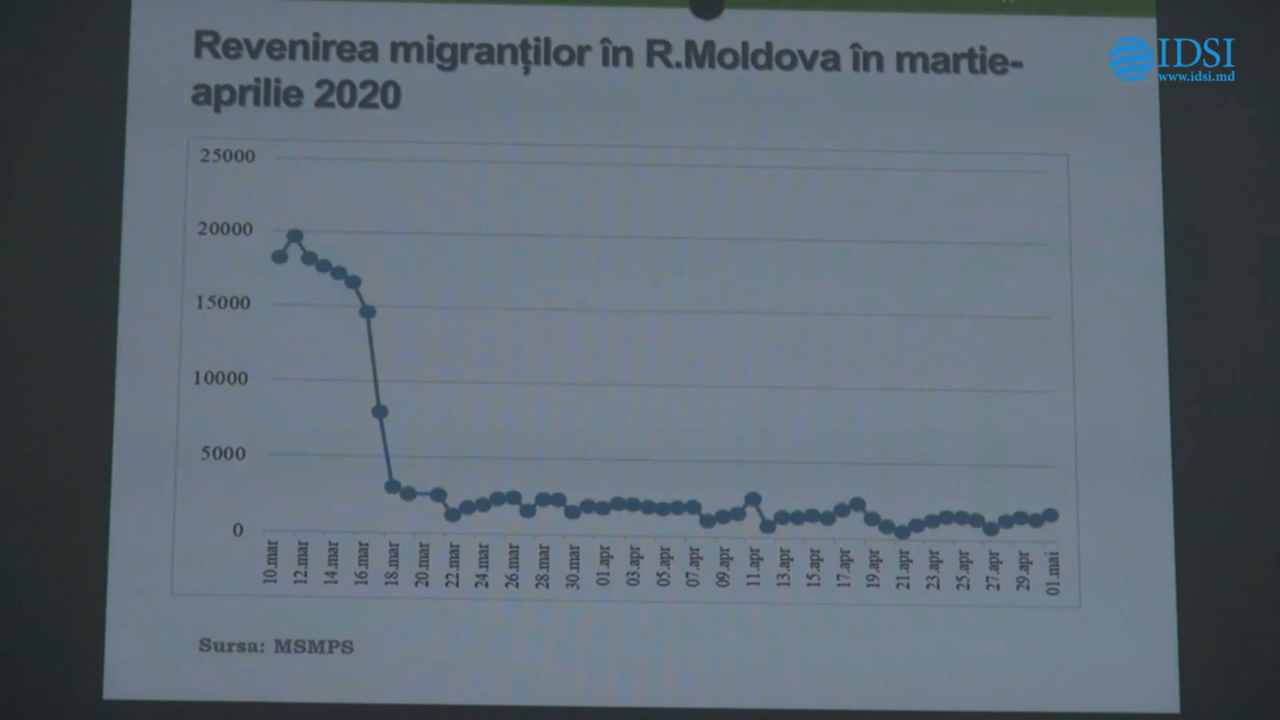 Revenirea migranților în R.Moldova în martie-
aprilie 2020
IDSI
www.idsi.md
25000
20000
15000
10000
5000
0
10.mar
12.mar
14.mar
16.mar
18.mar
20.mar
22.mar
24.mar
26.mar
28.mar
30.mar
01.apr
03.apr
05.apr
07.apr
09.apr
11.apr
13.apr
15.apr
17.apr
19.apr
21.apr
23.apr
25.apr
27.apr
29.apr
01.mai
Sursa: MSMPS